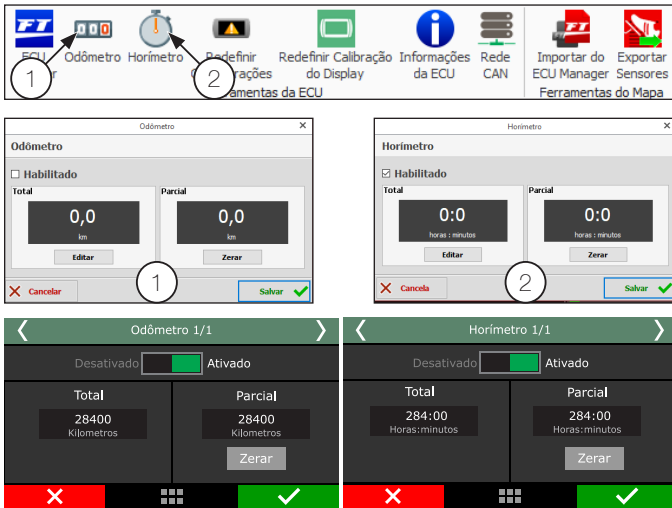 FT
000
FT
ECU
Odômetro
Horímetro
Redefinir
Redefinir Calibração
do Display
Informações
da ECU
Rede
CAN
Importar do
ECU Manager
Exportar
Sensores
1
2
Ferramentas do Mapa
Odômetro
Odômetro
Habilitado
Total
Parcial
0,0
km
0,0
km
Editar
Zerar
Cancelar
1
Salvar
Horímetro
Horímetro
Habilitado
Total
Parcial
0:0
horas : minutos
0:0
horas : minutos
Editar
Zerar
Cancela
2
Salvar
Odômetro 1/1
Desativado
Ativado
Total
Parcial
28400
Kilometros
28400
Kilometros
Zerar
Horímetro 1/1
Desativado
Ativado
Total
Parcial
284:00
Horas:minutos
284:00
Horas:minutos
Zerar